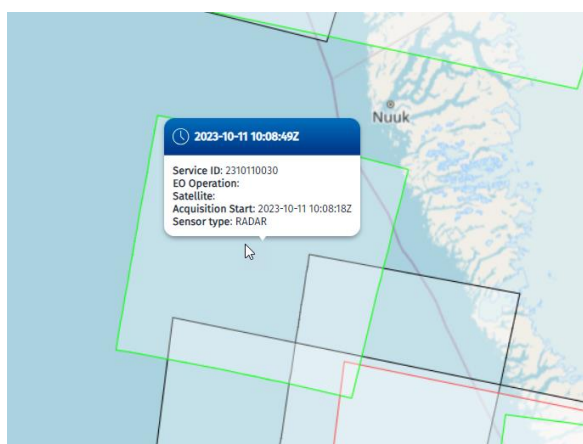 Nuuk
2023-10-11 10:08:49Z
Service ID: 2310110030
EO Operation:
Satellite:
Acquisition Start: 2023-10-11 10:08:18Z
Sensor type: RADAR